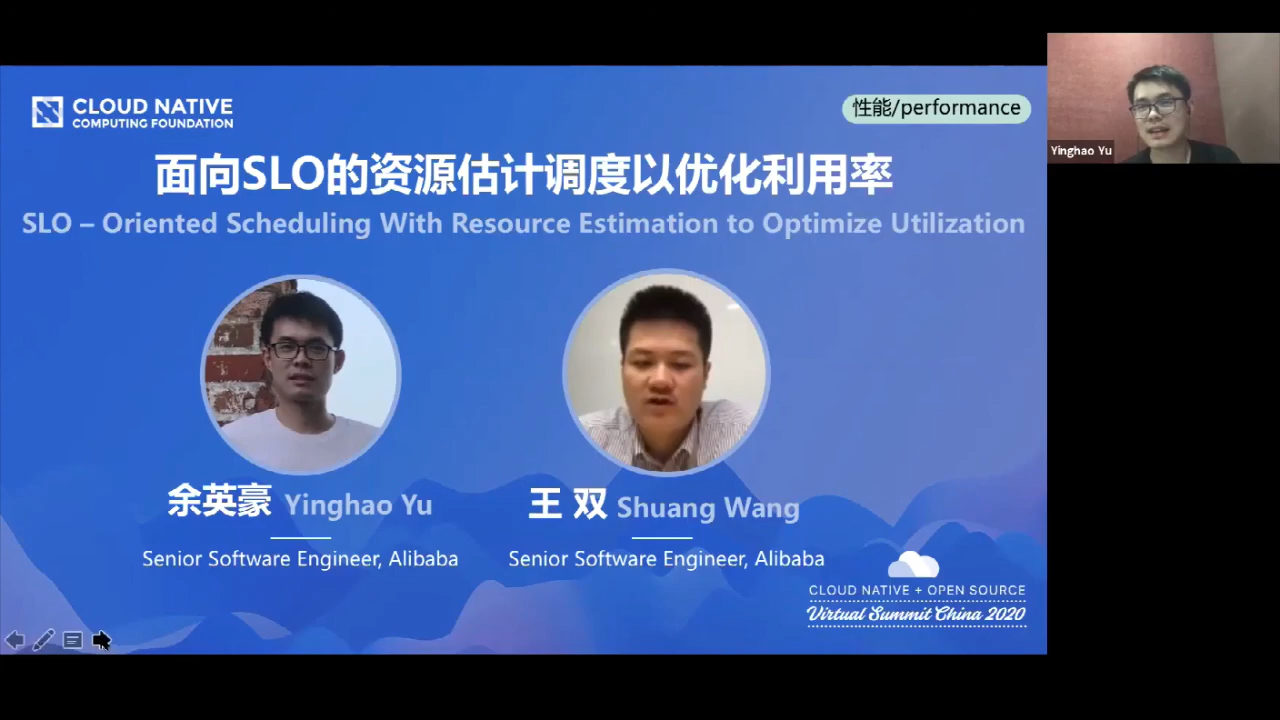 CLOUD NATIVE
COMPUTING FOUNDATION
性能/performance
面向SLO的资源估计调度以优化利用率
SLO – Oriented Scheduling With Resource Estimation to Optimize Utilization
Yinghao Yu
余英豪 Yinghao Yu
Senior Software Engineer, Alibaba
王 双 Shuang Wang
Senior Software Engineer, Alibaba
CLOUD NATIVE + OPEN SOURCE
Virtual Summit China 2020